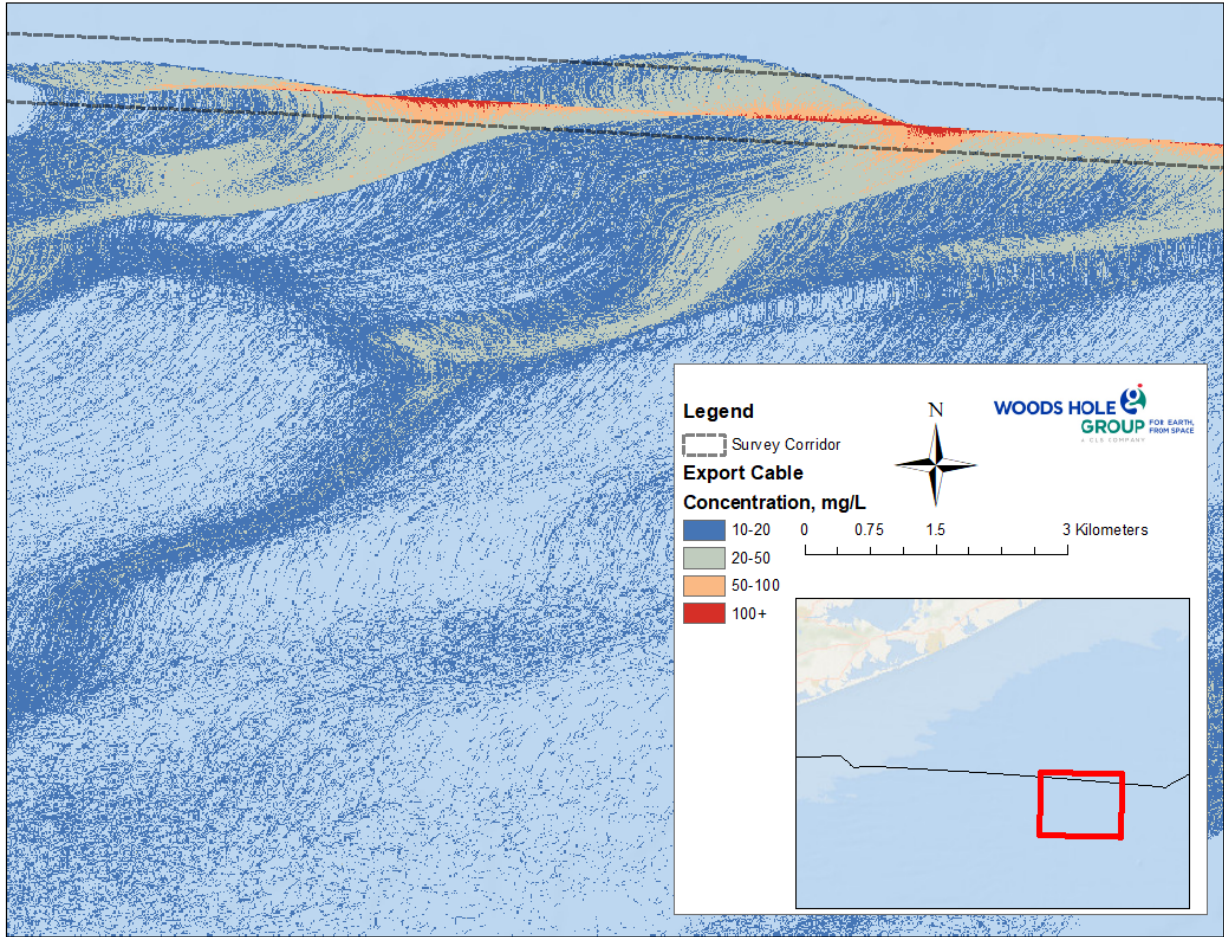 Legend
Survey Corridor
Export Cable
Concentration, mg/L
10-20
20-50
50-100
100+
N
WOODS HOLE
GROUP
FOR EARTH,
FROM SPACE
A CLS COMPANY
0 0.75 1.5 3 Kilometers